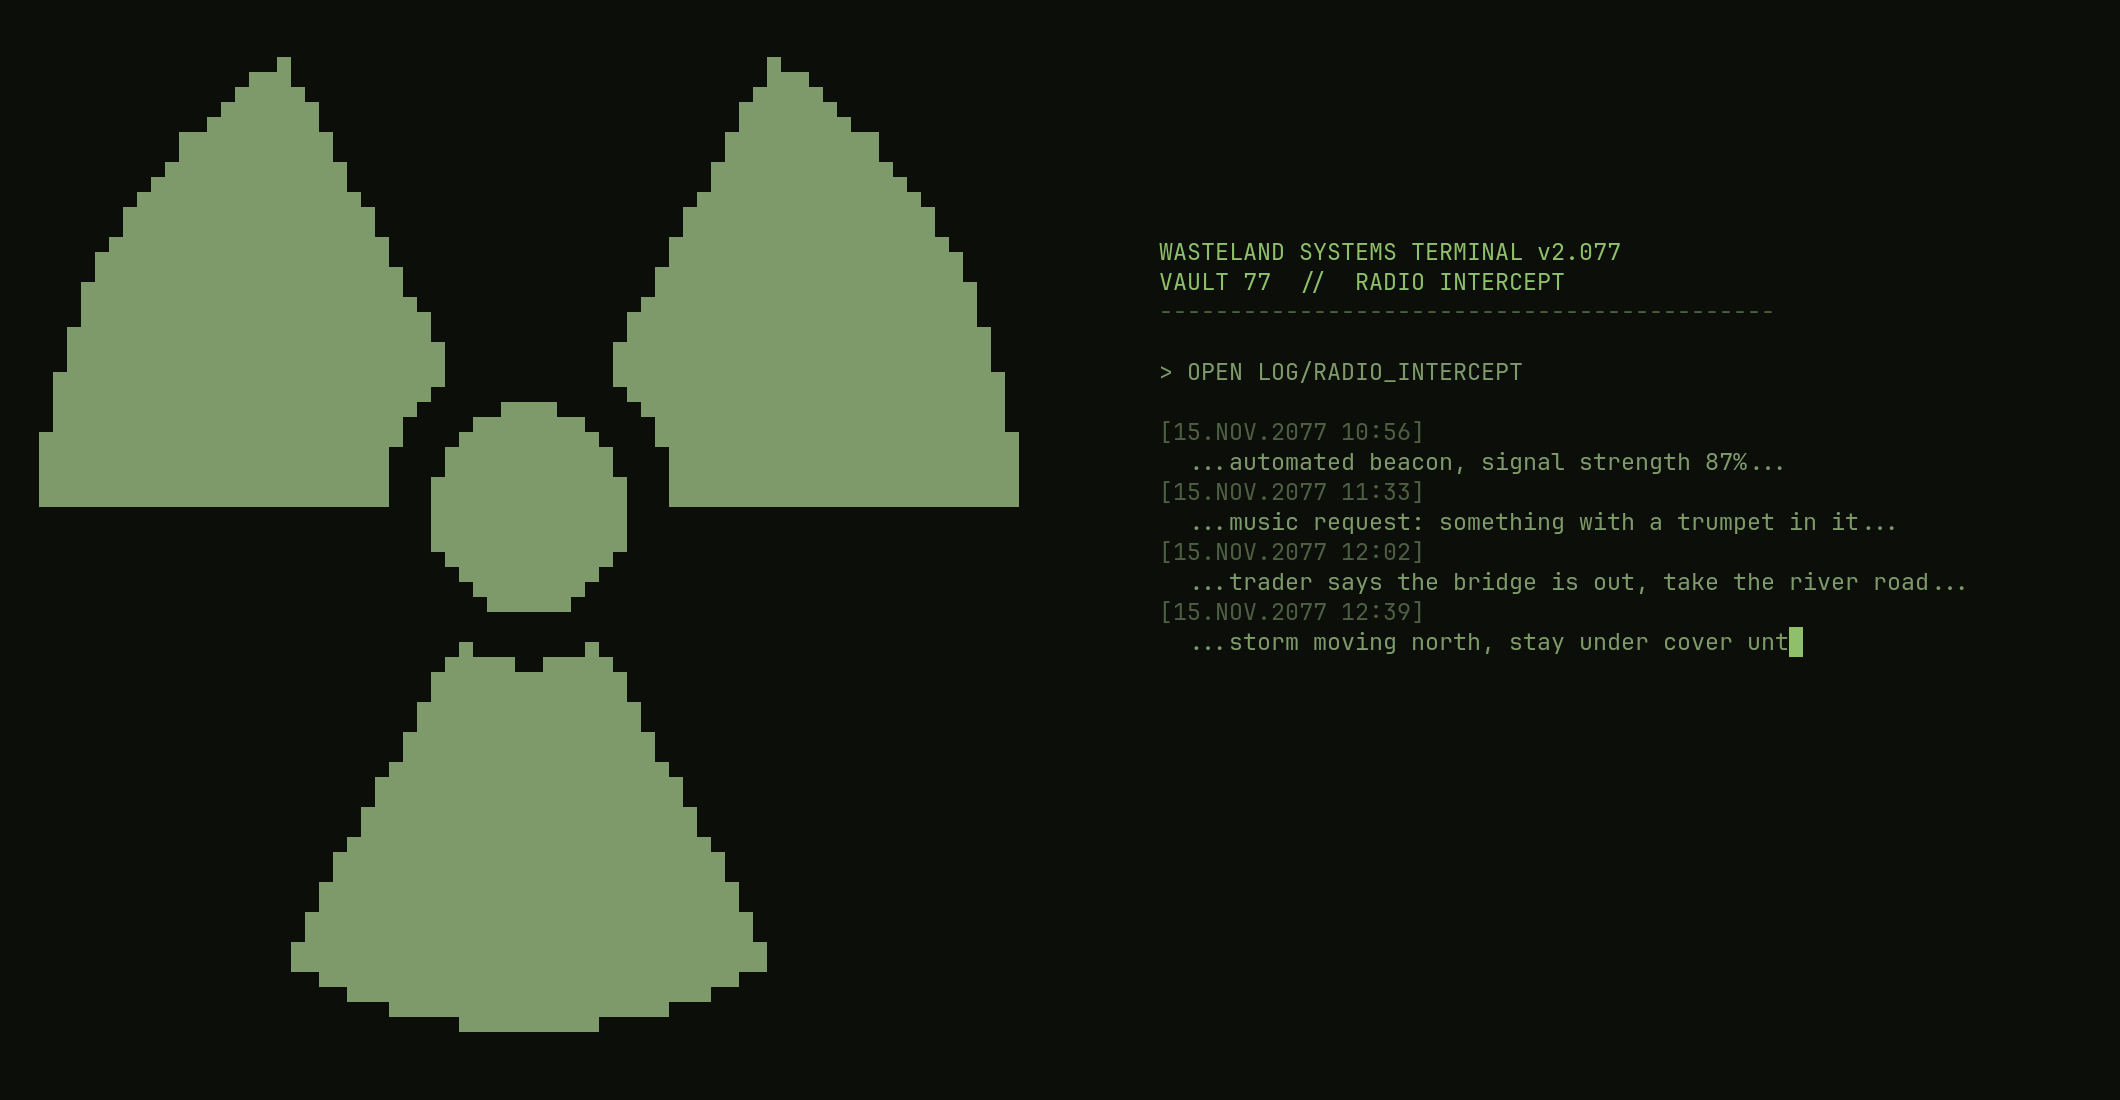 WASTELAND SYSTEMS TERMINAL v2.077
VAULT 77  //  RADIO INTERCEPT
--------------------------------------------
> OPEN LOG/RADIO_INTERCEPT
[15.NOV.2077 10:56]
...automated beacon, signal strength 87%...
[15.NOV.2077 11:33]
...music request: something with a trumpet in it...
[15.NOV.2077 12:02]
...trader says the bridge is out, take the river road...
[15.NOV.2077 12:39]
...storm moving north, stay under cover unt